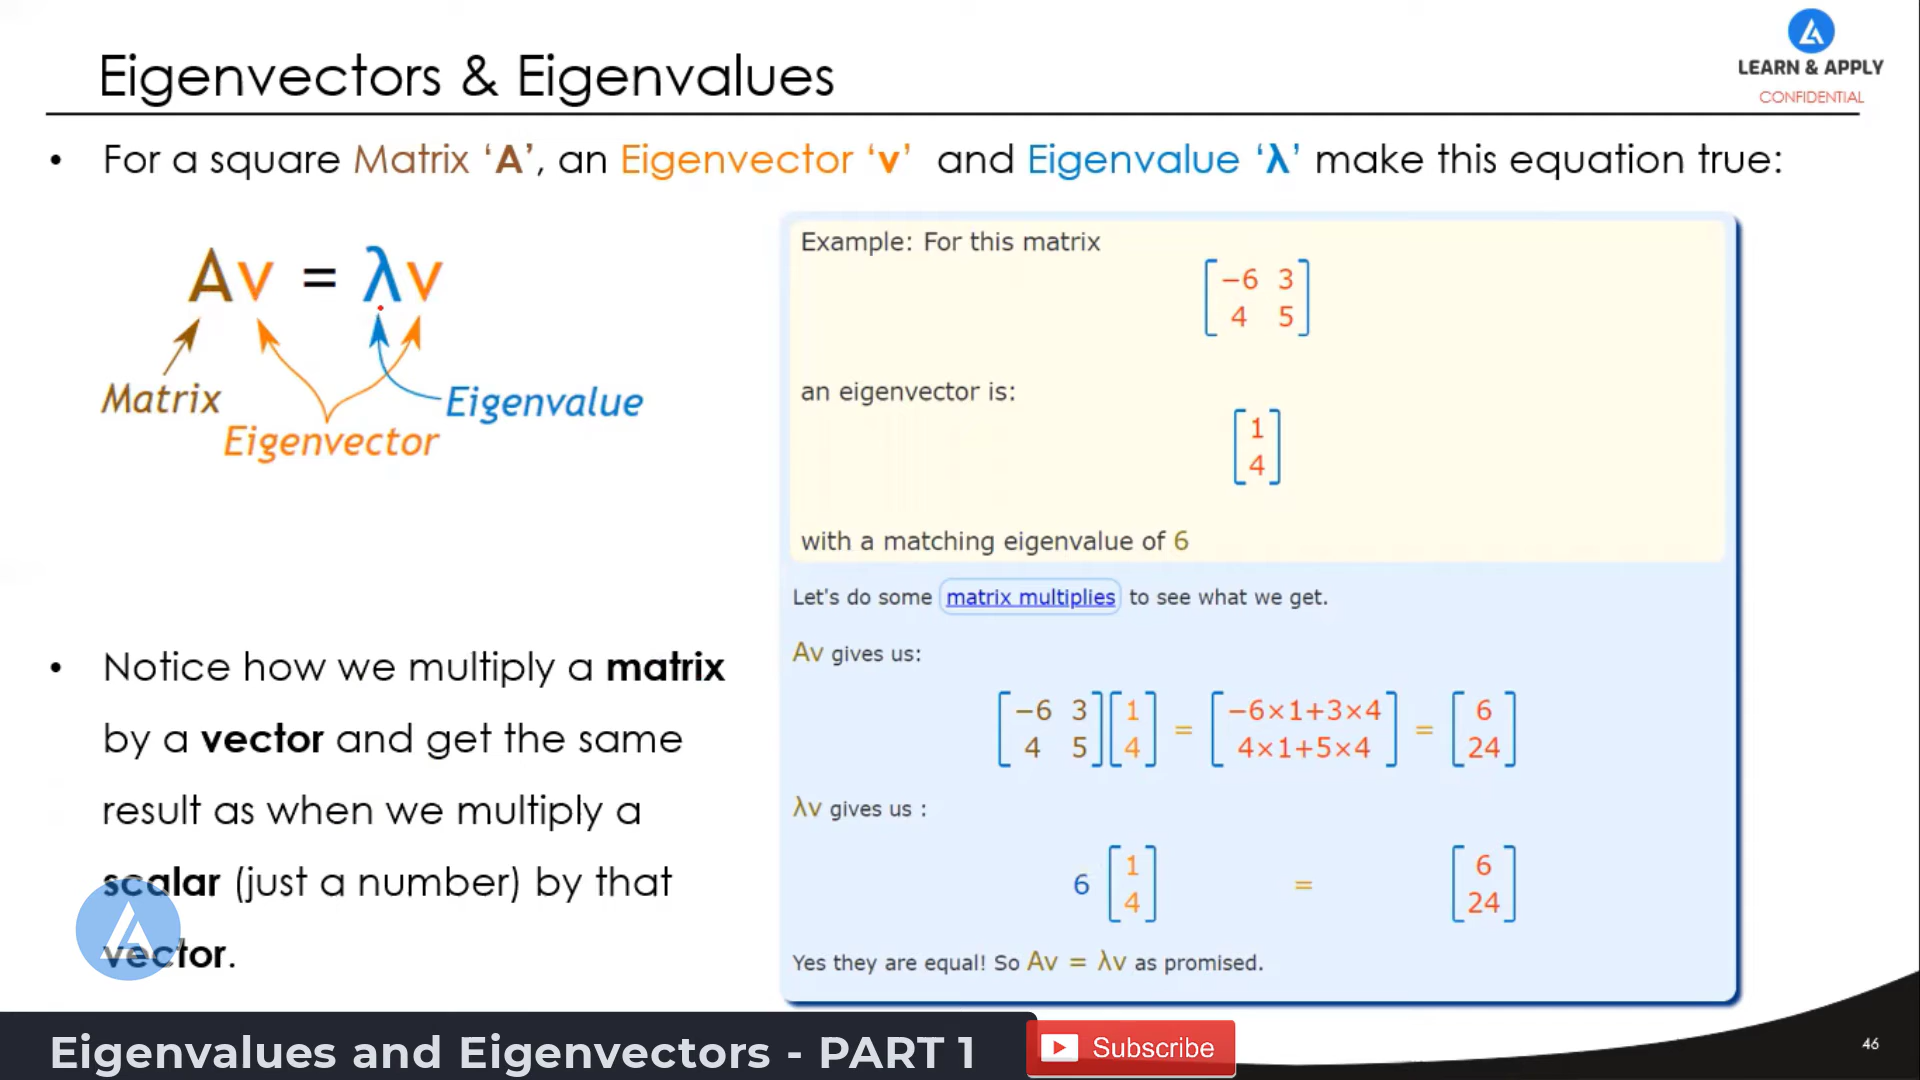 Eigenvectors & Eigenvalues
LEARN & APPLY
CONFIDENTIAL
• For a square Matrix ‘A’, an Eigenvector ‘v’ and Eigenvalue ‘λ’ make this equation true:
Av = λv
Matrix
Eigenvector
Eigenvalue
• Notice how we multiply a matrix
by a vector and get the same
result as when we multiply a
scalar (just a number) by that
vector.
Example: For this matrix
[−6 3]
[4 5]
an eigenvector is:
[1]
[4]
with a matching eigenvalue of 6
Let's do some matrix multiplies to see what we get.
Av gives us:
[−6 3] [1] = [−6×1+3×4] = [6]
[4 5] [4] [4×1+5×4] [24]
λv gives us :
6 [1] = [6]
[4] [24]
Yes they are equal! So Av = λv as promised.
Eigenvalues and Eigenvectors - PART 1
Subscribe
46